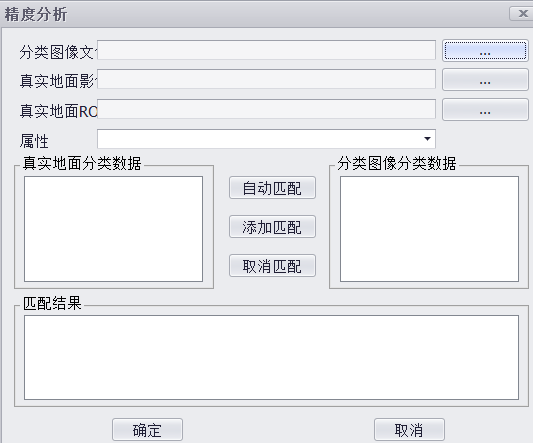 精度分析
分类图像文
...
真实地面影
...
真实地面RO
...
属性
真实地面分类数据
分类图像分类数据
自动匹配
添加匹配
取消匹配
匹配结果
确定
取消